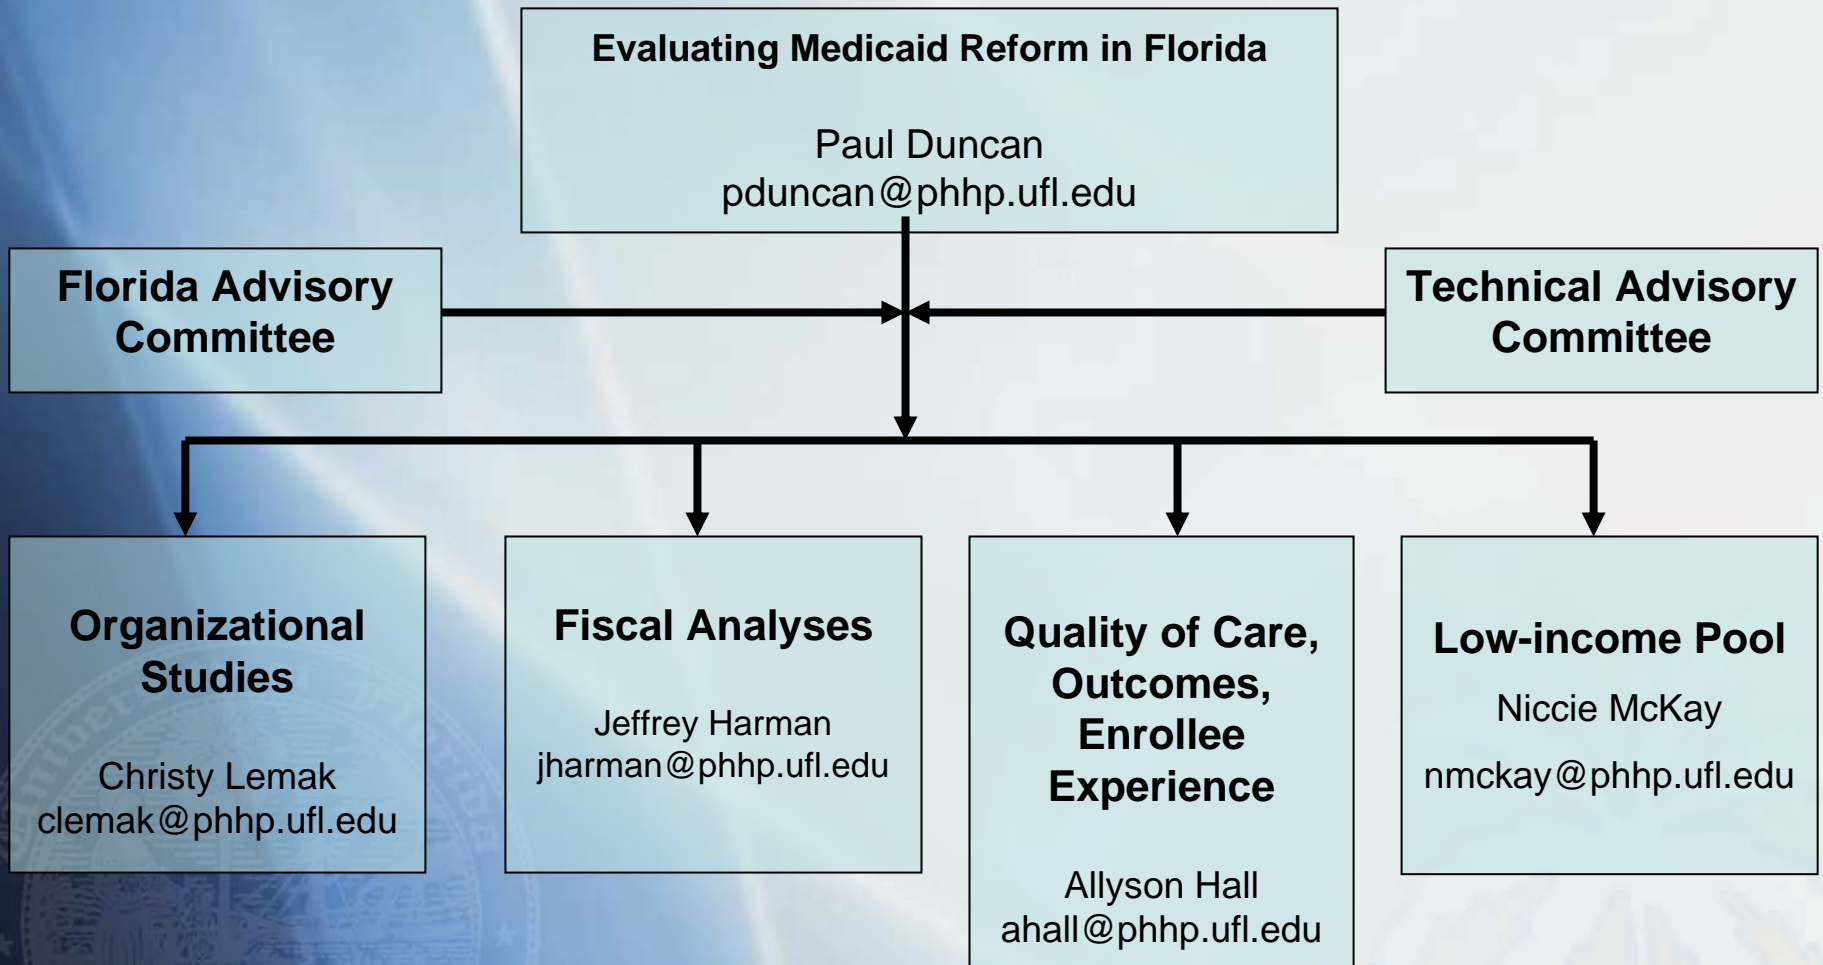 Evaluating Medicaid Reform in Florida
Paul Duncan
pduncan@phhp.ufl.edu
Florida Advisory
Committee
Technical Advisory
Committee
Organizational
Studies
Christy Lemak
clemak@phhp.ufl.edu
Fiscal Analyses
Jeffrey Harman
jharman@phhp.ufl.edu
Quality of Care,
Outcomes,
Enrollee
Experience
Allyson Hall
ahall@phhp.ufl.edu
Low-income Pool
Niccie McKay
nmckay@phhp.ufl.edu